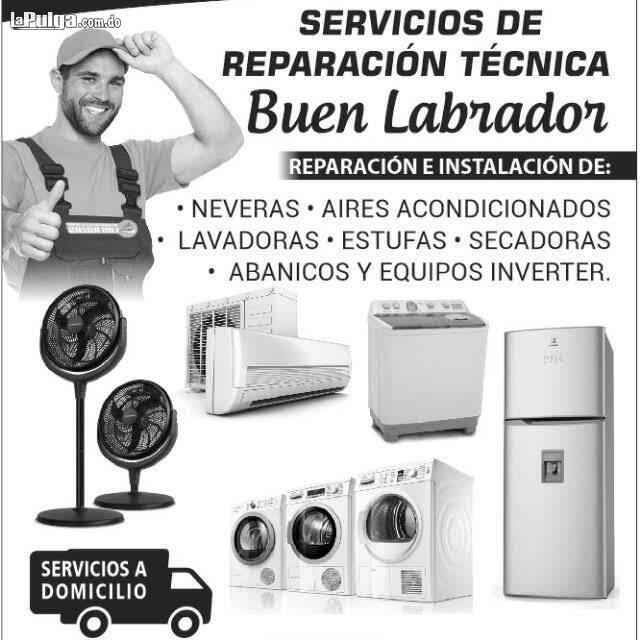 laPulga.com.do
SERVICIOS DE
REPARACIÓN TÉCNICA
Buen Labrador
REPARACIÓN E INSTALACIÓN DE:
• NEVERAS • AIRES ACONDICIONADOS
• LAVADORAS • ESTUFAS • SECADORAS
• ABANICOS Y EQUIPOS INVERTER.
SERVICIOS A
DOMICILIO